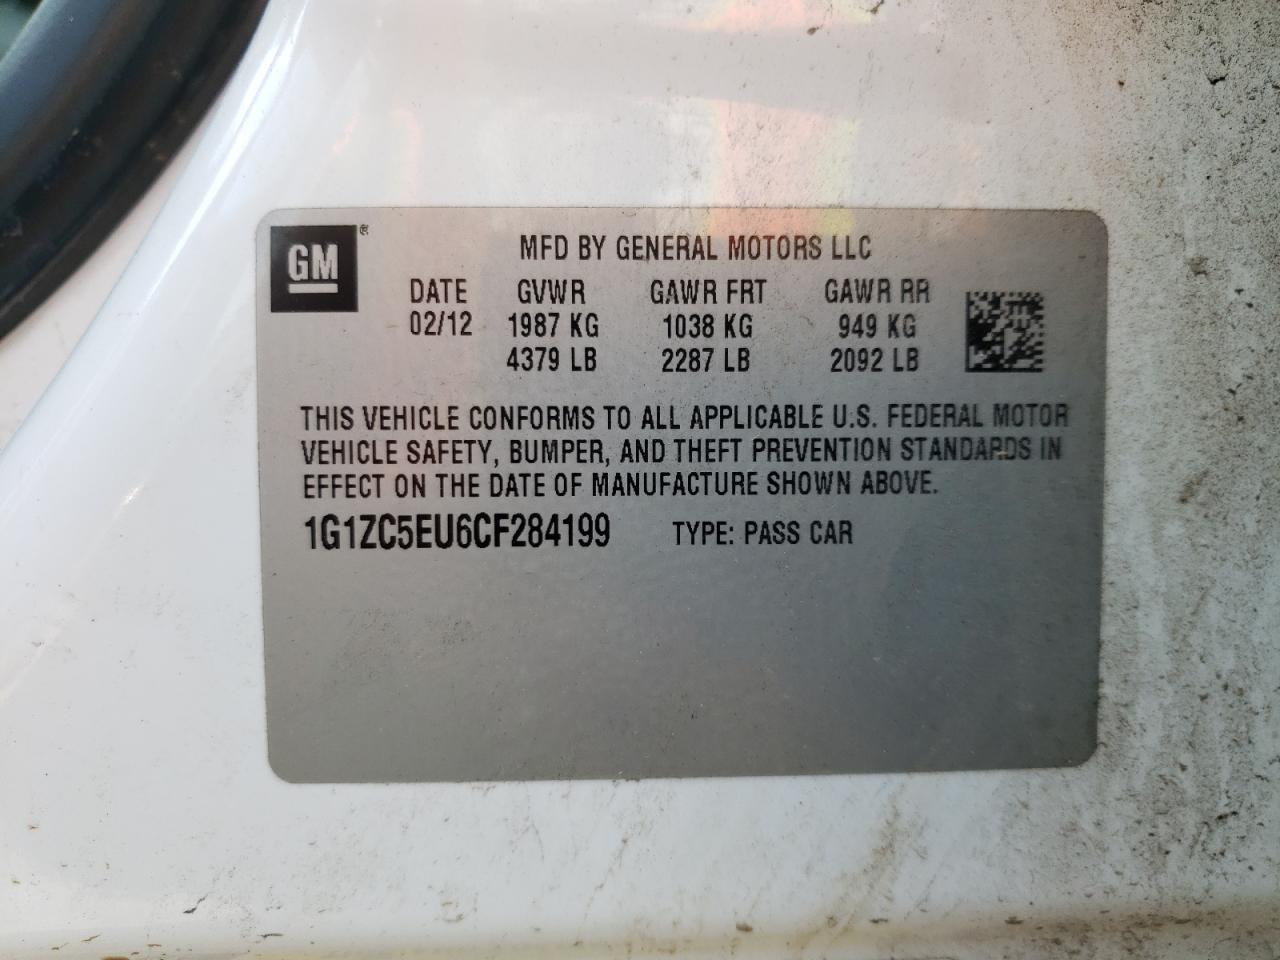 GM ®
MFD BY GENERAL MOTORS LLC
DATE GVWR GAWR FRT GAWR RR
02/12 1987 KG 1038 KG 949 KG
4379 LB 2287 LB 2092 LB
THIS VEHICLE CONFORMS TO ALL APPLICABLE U.S. FEDERAL MOTOR
VEHICLE SAFETY, BUMPER, AND THEFT PREVENTION STANDARDS IN
EFFECT ON THE DATE OF MANUFACTURE SHOWN ABOVE.
1G1ZC5EU6CF284199 TYPE: PASS CAR